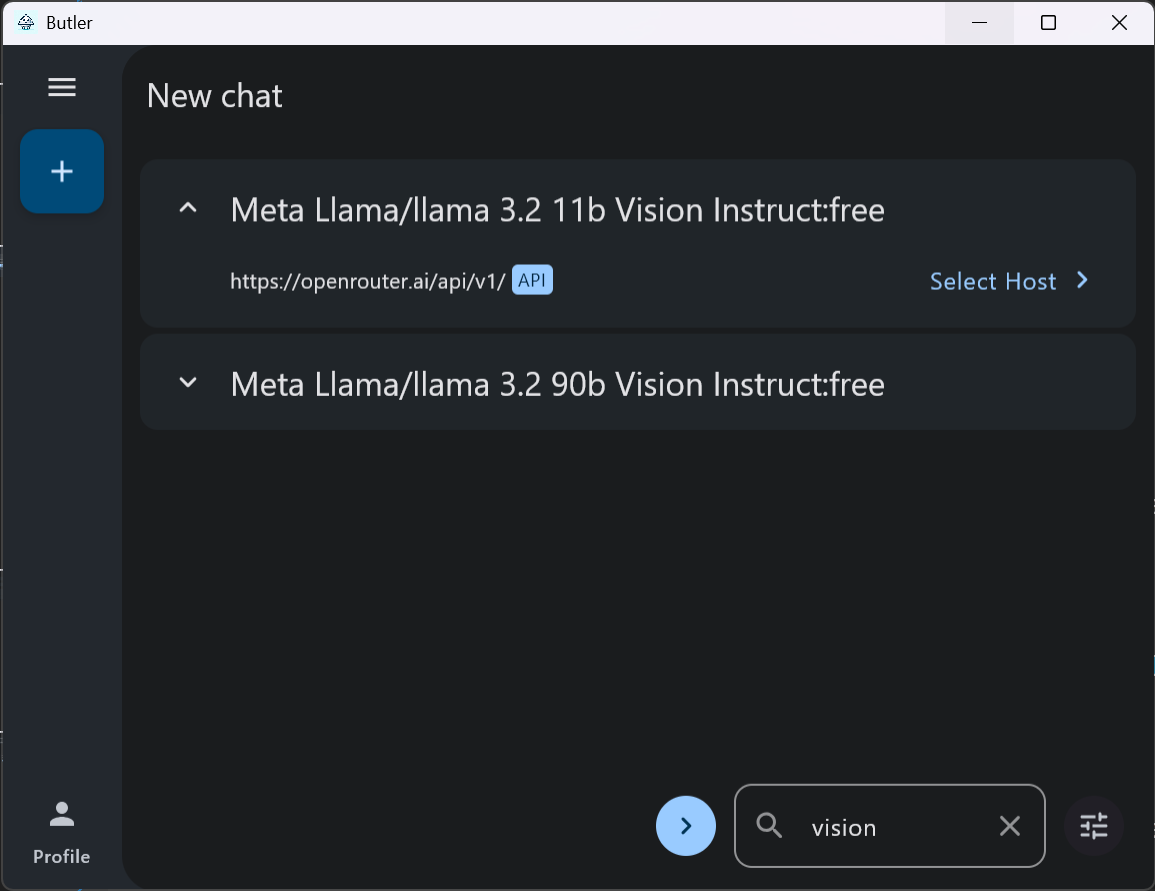 Butler
New chat
Meta Llama/llama 3.2 11b Vision Instruct:free
https://openrouter.ai/api/v1/ API
Select Host
Meta Llama/llama 3.2 90b Vision Instruct:free
vision
Profile